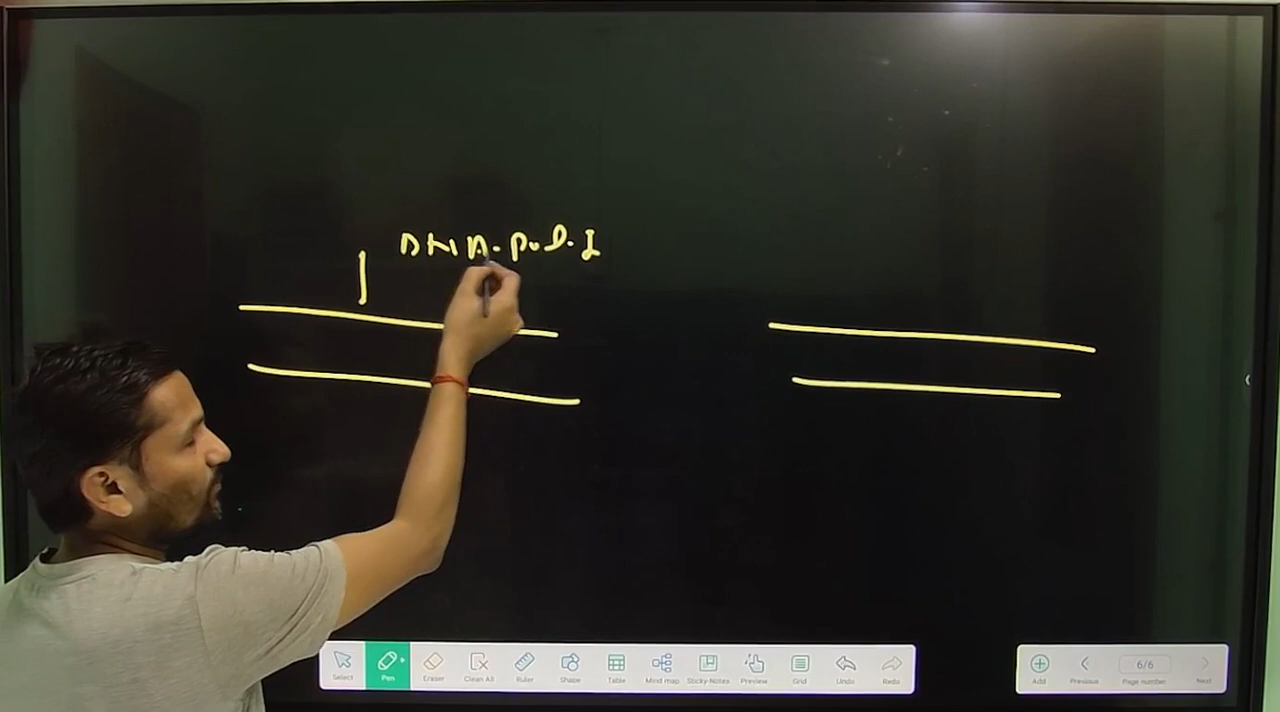 DNA. Pol. I
Select
Pen
Eraser
Clean All
Ruler
Shape
Table
Mind map
Sticky-Notes
Preview
Grid
Undo
Redo
Add
Previous
6/6
Page number
Next